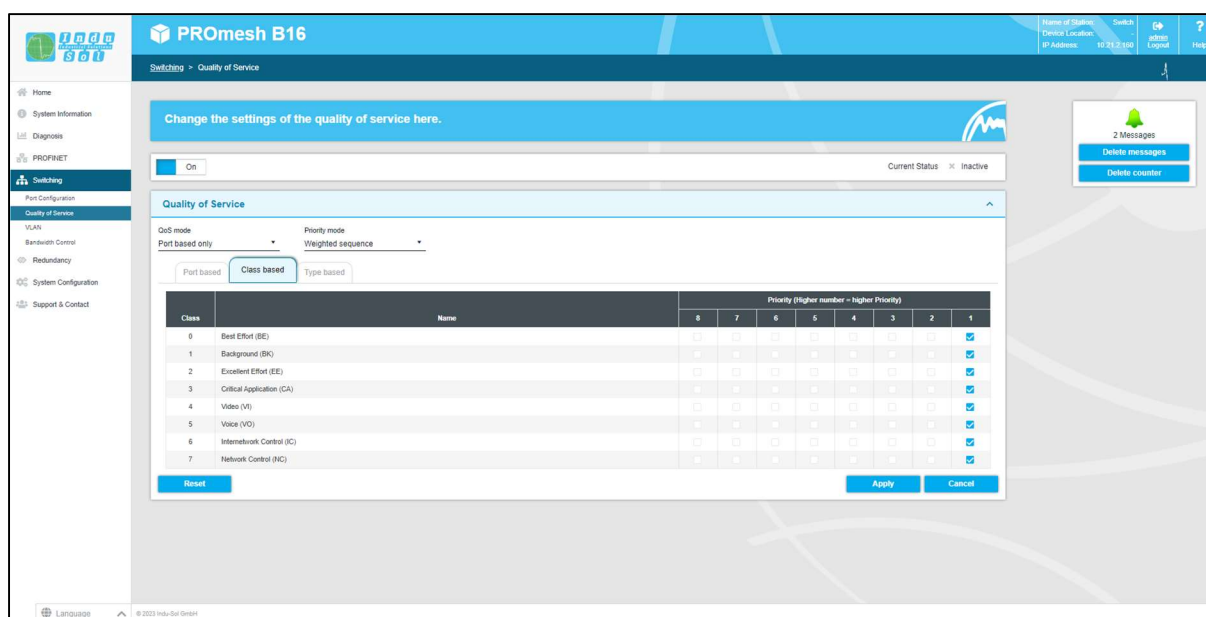 Indu
Industrial Solutions
Sol
PROmesh B16
Name of Station: Switch
Device Location: -
IP Address: 10.21.2.160
admin
Logout
?
Help
Switching > Quality of Service
Home
System Information
Diagnosis
PROFINET
Switching
Port Configuration
Quality of Service
VLAN
Bandwidth Control
Redundancy
System Configuration
Support & Contact
Change the settings of the quality of service here.
2 Messages
Delete messages
Delete counter
On
Current Status × Inactive
Quality of Service
QoS mode Priority mode
Port based only Weighted sequence
Port based Class based Type based
Priority (Higher number = higher Priority)
Class Name 8 7 6 5 4 3 2 1
0 Best Effort (BE)
1 Background (BK)
2 Excellent Effort (EE)
3 Critical Application (CA)
4 Video (VI)
5 Voice (VO)
6 Internetwork Control (IC)
7 Network Control (NC)
Reset Apply Cancel
Language
© 2023 Indu-Sol GmbH